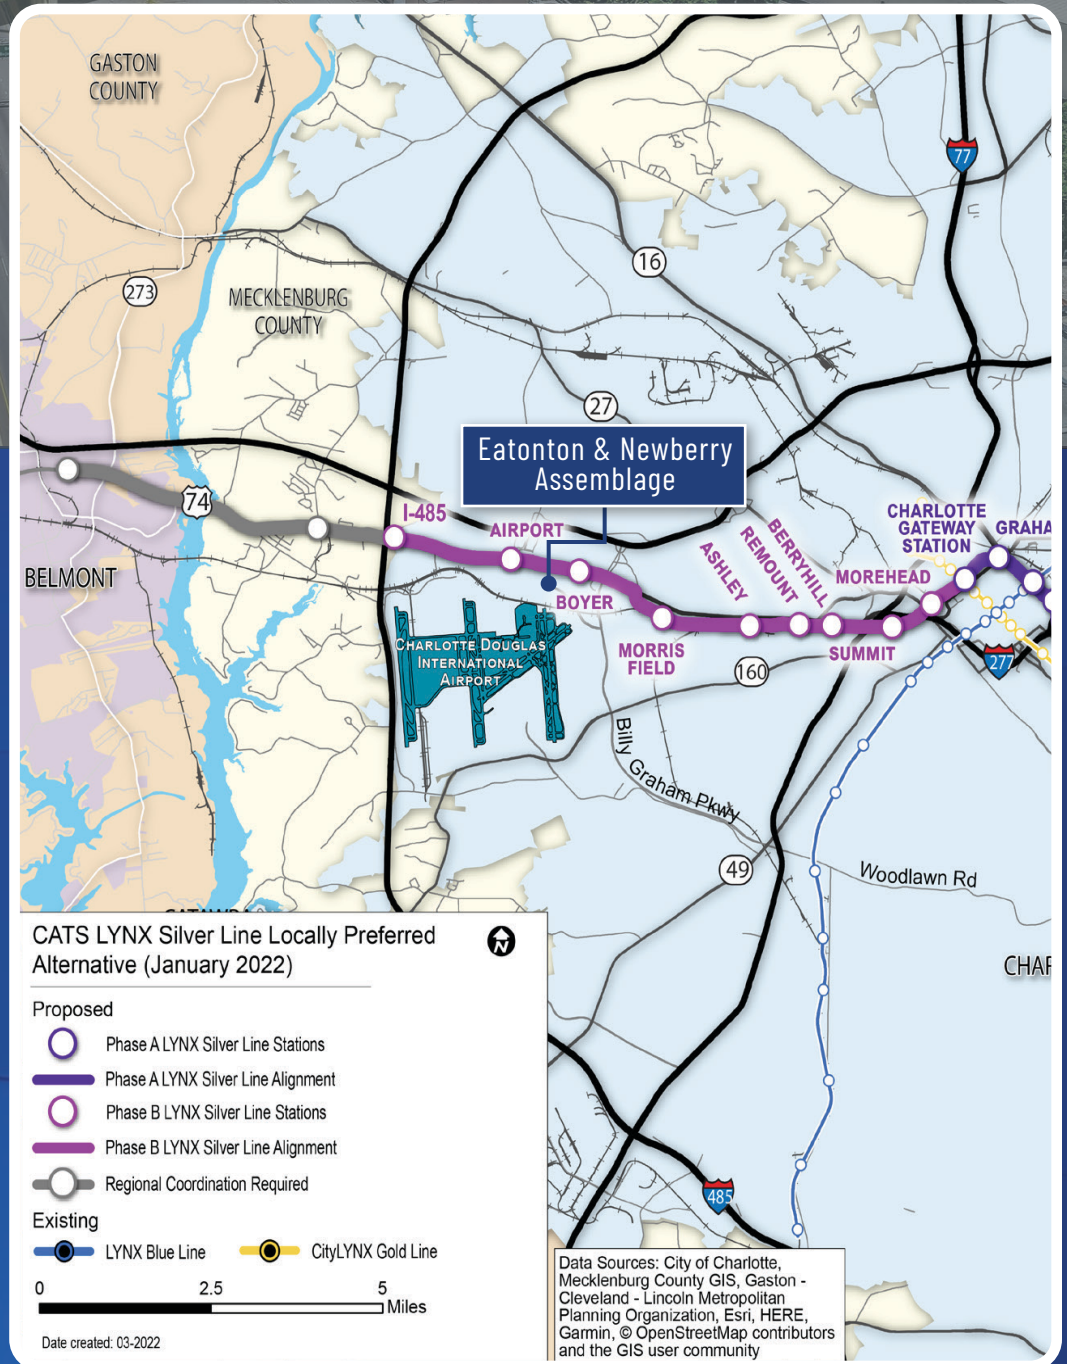 GASTON
COUNTY
77
16
273
MECKLENBURG
COUNTY
27
Eatonton & Newberry
Assemblage
74
I-485
AIRPORT
BOYER
MORRIS
FIELD
ASHLEY
REMOUNT
BERRYHILL
MOREHEAD
SUMMIT
CHARLOTTE
GATEWAY
STATION
GRAHA
BELMONT
CHARLOTTE DOUGLAS
INTERNATIONAL
AIRPORT
160
277
Billy Graham Pkwy
49
Woodlawn Rd
CHAR
485
CATAWBA
CATS LYNX Silver Line Locally Preferred
Alternative (January 2022)
N
Proposed
Phase A LYNX Silver Line Stations
Phase A LYNX Silver Line Alignment
Phase B LYNX Silver Line Stations
Phase B LYNX Silver Line Alignment
Regional Coordination Required
Existing
LYNX Blue Line
CityLYNX Gold Line
0 2.5 5
Miles
Date created: 03-2022
Data Sources: City of Charlotte,
Mecklenburg County GIS, Gaston -
Cleveland - Lincoln Metropolitan
Planning Organization, Esri, HERE,
Garmin, © OpenStreetMap contributors
and the GIS user community